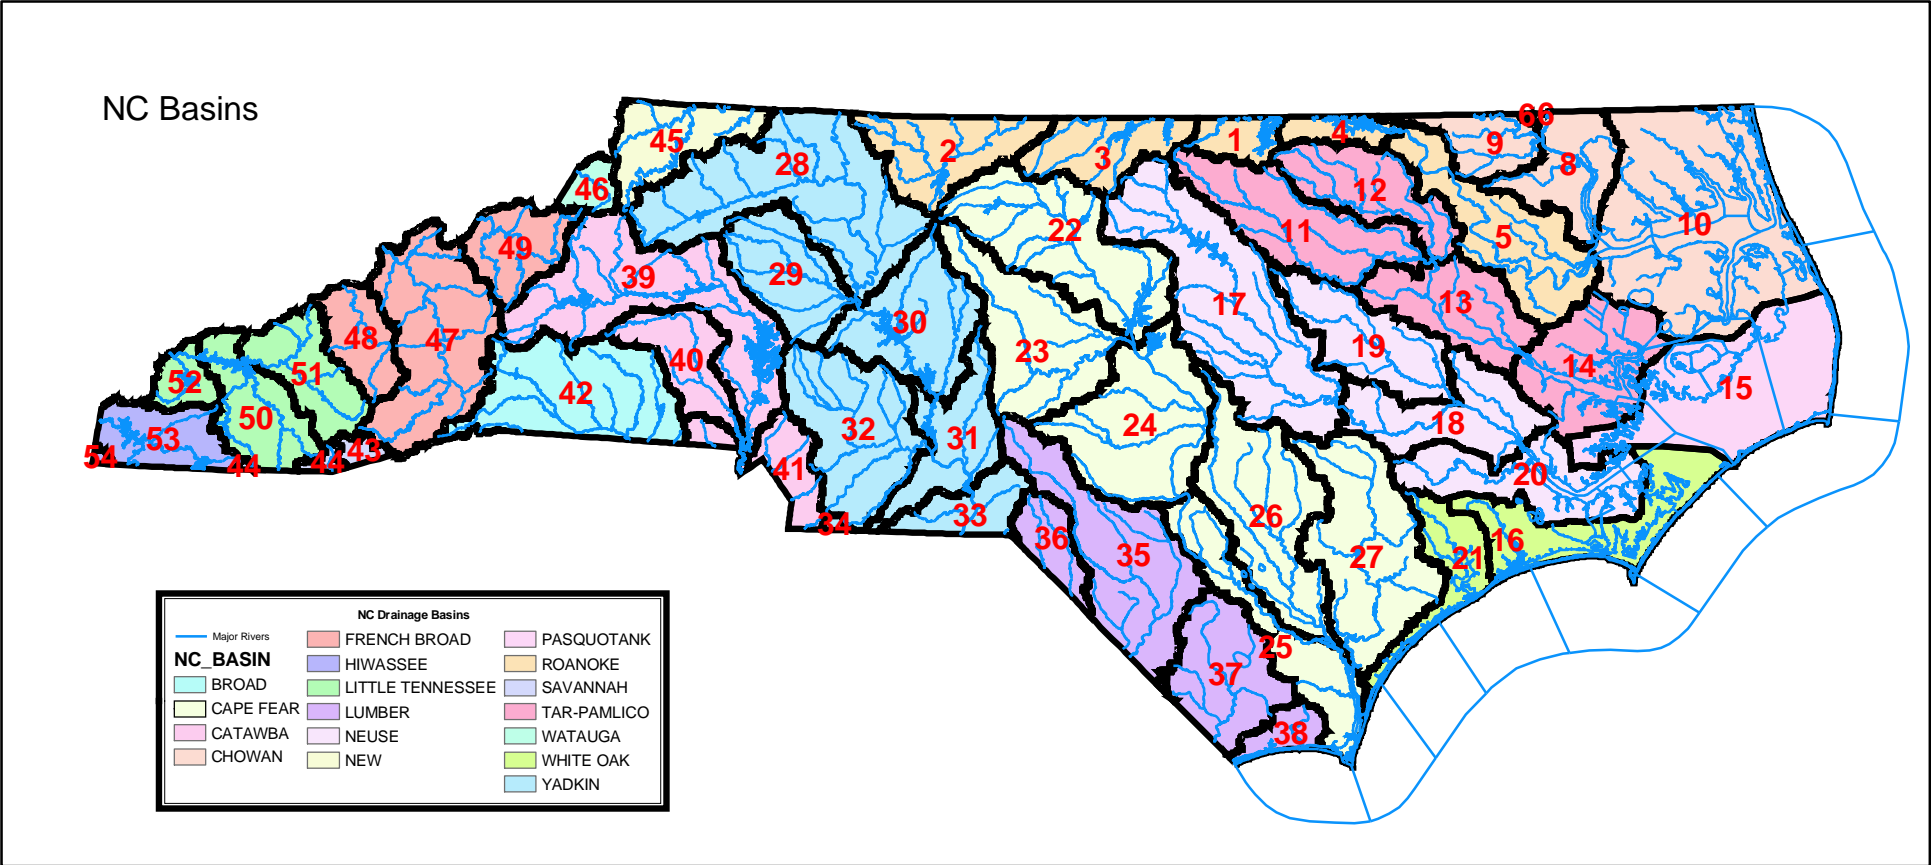 NC Basins
45
46
28
2
3
1
4
66
9
8
12
11
5
10
22
49
39
29
30
17
13
48
47
23
19
14
15
52
51
50
40
42
32
31
24
18
20
53
54
44
44
43
41
34
33
36
35
26
27
21
16
25
37
38
NC Drainage Basins
Major Rivers
NC_BASIN
BROAD
CAPE FEAR
CATAWBA
CHOWAN
FRENCH BROAD
HIWASSEE
LITTLE TENNESSEE
LUMBER
NEUSE
NEW
PASQUOTANK
ROANOKE
SAVANNAH
TAR-PAMLICO
WATAUGA
WHITE OAK
YADKIN